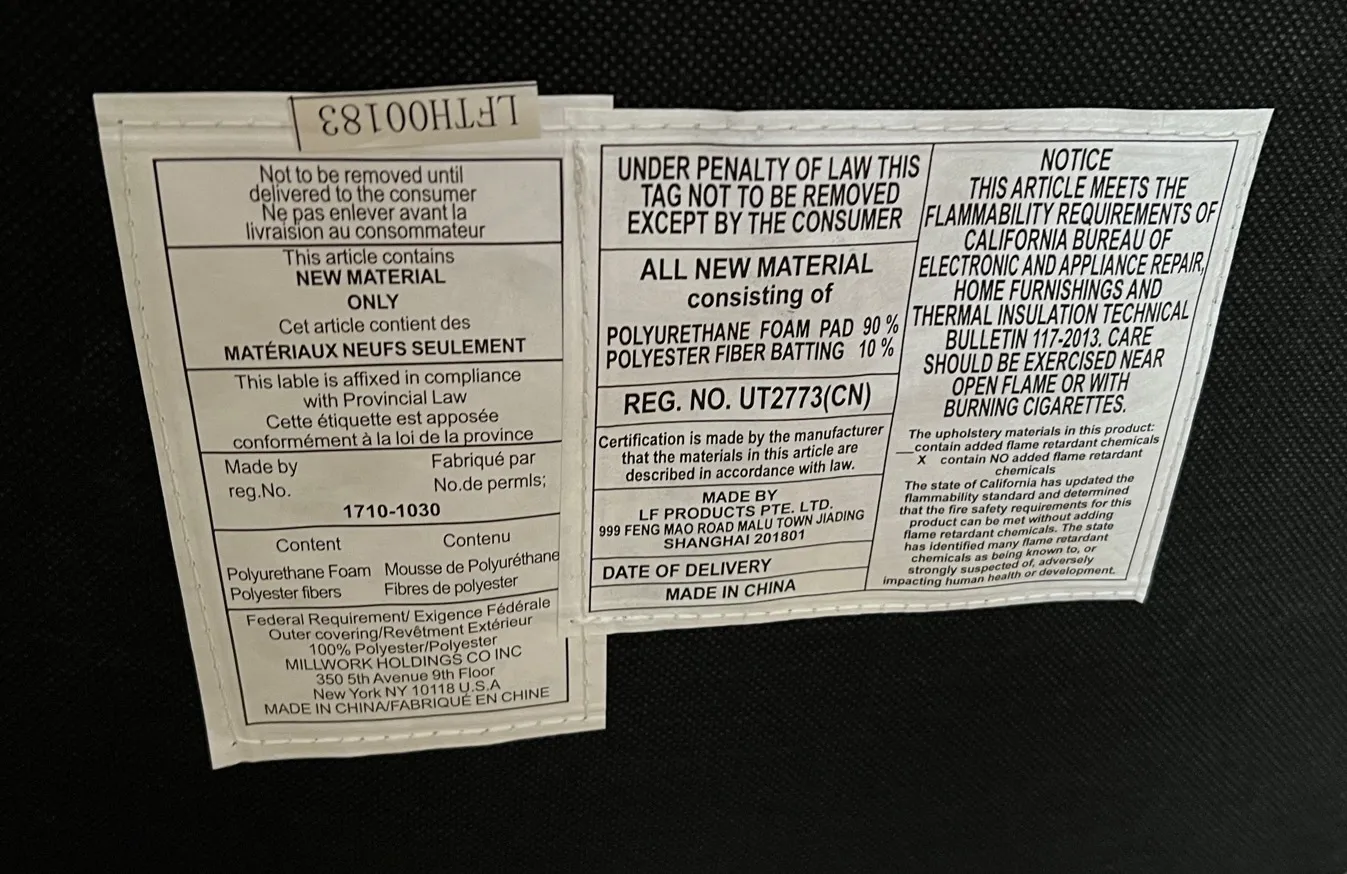 LFTH00183
Not to be removed until
delivered to the consumer
Ne pas enlever avant la
livraision au consommateur
This article contains
NEW MATERIAL
ONLY
Cet article contient des
MATÉRIAUX NEUFS SEULEMENT
This lable is affixed in compliance
with Provincial Law
Cette étiquette est apposée
conformément à la loi de la province
Made by Fabriqué par
reg.No. No.de permls;
1710-1030
Content Contenu
Polyurethane Foam Mousse de Polyuréthane
Polyester fibers Fibres de polyester
Federal Requirement/ Exigence Fédérale
Outer covering/Revêtment Extérieur
100% Polyester/Polyester
MILLWORK HOLDINGS CO INC
350 5th Avenue 9th Floor
New York NY 10118 U.S.A
MADE IN CHINA/FABRIQUÉ EN CHINE
UNDER PENALTY OF LAW THIS
TAG NOT TO BE REMOVED
EXCEPT BY THE CONSUMER
ALL NEW MATERIAL
consisting of
POLYURETHANE FOAM PAD 90 %
POLYESTER FIBER BATTING 10 %
REG. NO. UT2773(CN)
Certification is made by the manufacturer
that the materials in this article are
described in accordance with law.
MADE BY
LF PRODUCTS PTE. LTD.
999 FENG MAO ROAD MALU TOWN JIADING
SHANGHAI 201801
DATE OF DELIVERY
MADE IN CHINA
NOTICE
THIS ARTICLE MEETS THE
FLAMMABILITY REQUIREMENTS OF
CALIFORNIA BUREAU OF
ELECTRONIC AND APPLIANCE REPAIR,
HOME FURNISHINGS AND
THERMAL INSULATION TECHNICAL
BULLETIN 117-2013. CARE
SHOULD BE EXERCISED NEAR
OPEN FLAME OR WITH
BURNING CIGARETTES.
The upholstery materials in this product:
__contain added flame retardant chemicals
X contain NO added flame retardant
chemicals
The state of California has updated the
flammability standard and determined
that the fire safety requirements for this
product can be met without adding
flame retardant chemicals. The state
has identified many flame retardant
chemicals as being known to, or
strongly suspected of, adversely
impacting human health or development.